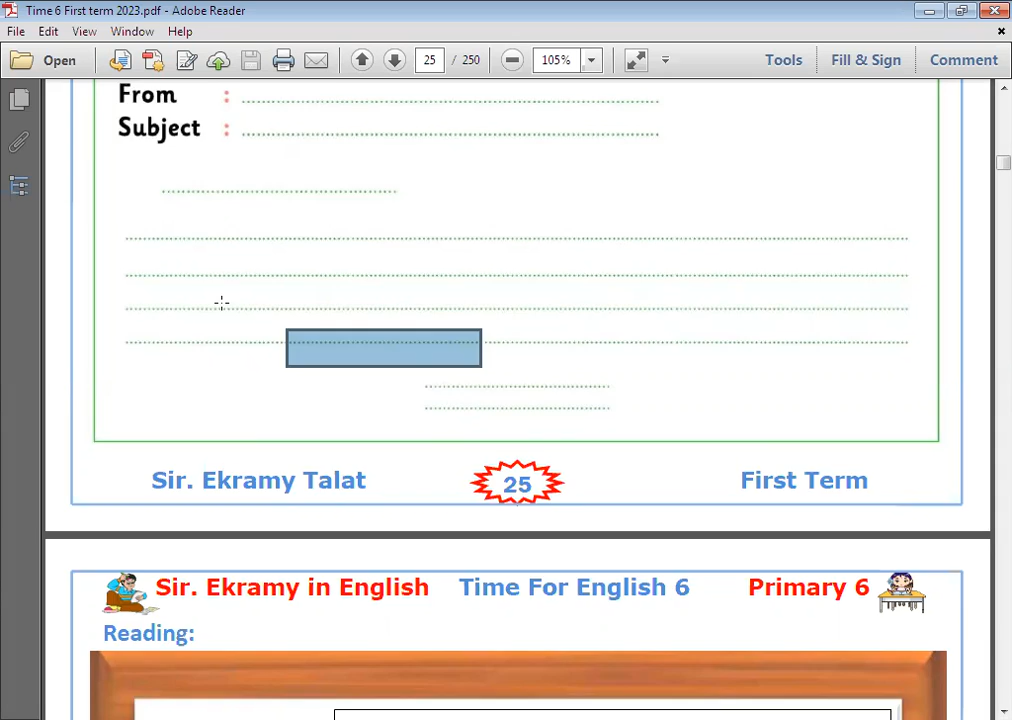 Time 6 First term 2023.pdf - Adobe Reader
File Edit View Window Help
Open 25 / 250 105% Tools Fill & Sign Comment
From :
Subject :
Sir. Ekramy Talat 25 First Term
Sir. Ekramy in English Time For English 6 Primary 6
Reading: